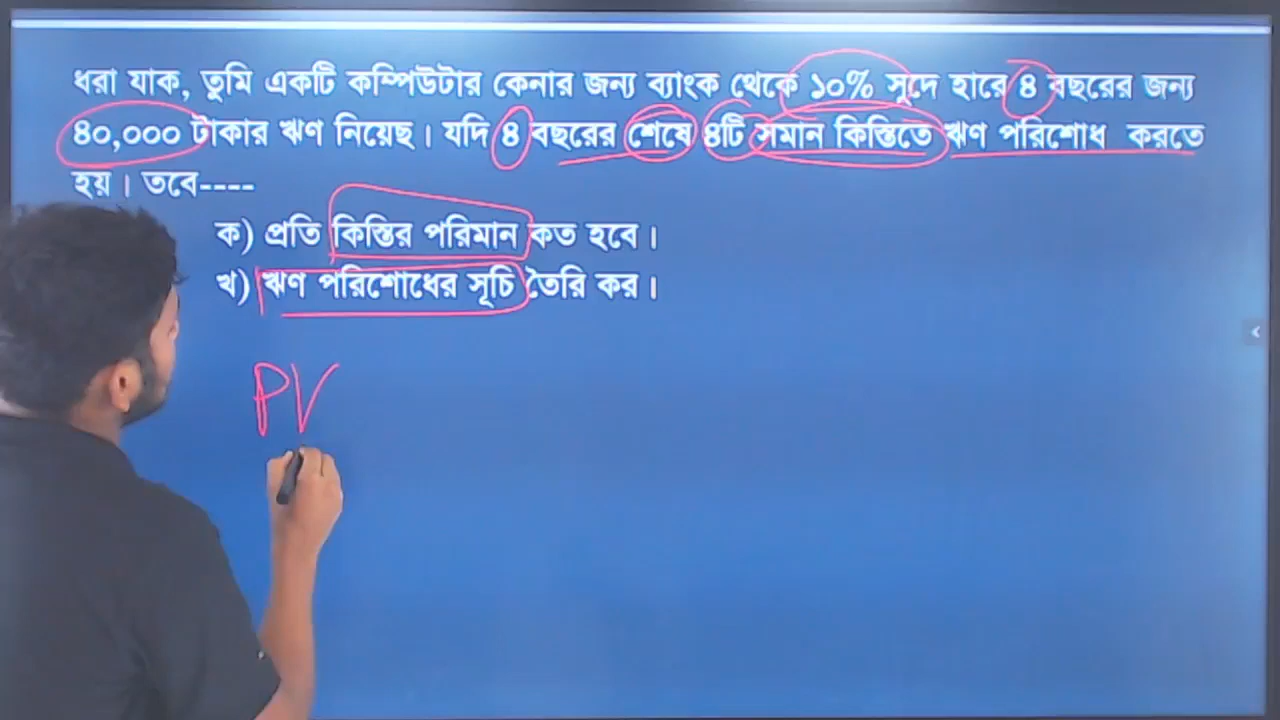 ধরা যাক, তুমি একটি কম্পিউটার কেনার জন্য ব্যাংক থেকে ১০% সুদে হারে ৪ বছরের জন্য
৪০,০০০ টাকার ঋণ নিয়েছ। যদি ৪ বছরের শেষে ৪টি সমান কিস্তিতে ঋণ পরিশোধ করতে
হয়। তবে----
ক) প্রতি কিস্তির পরিমান কত হবে।
খ) ঋণ পরিশোধের সূচি তৈরি কর।
PV